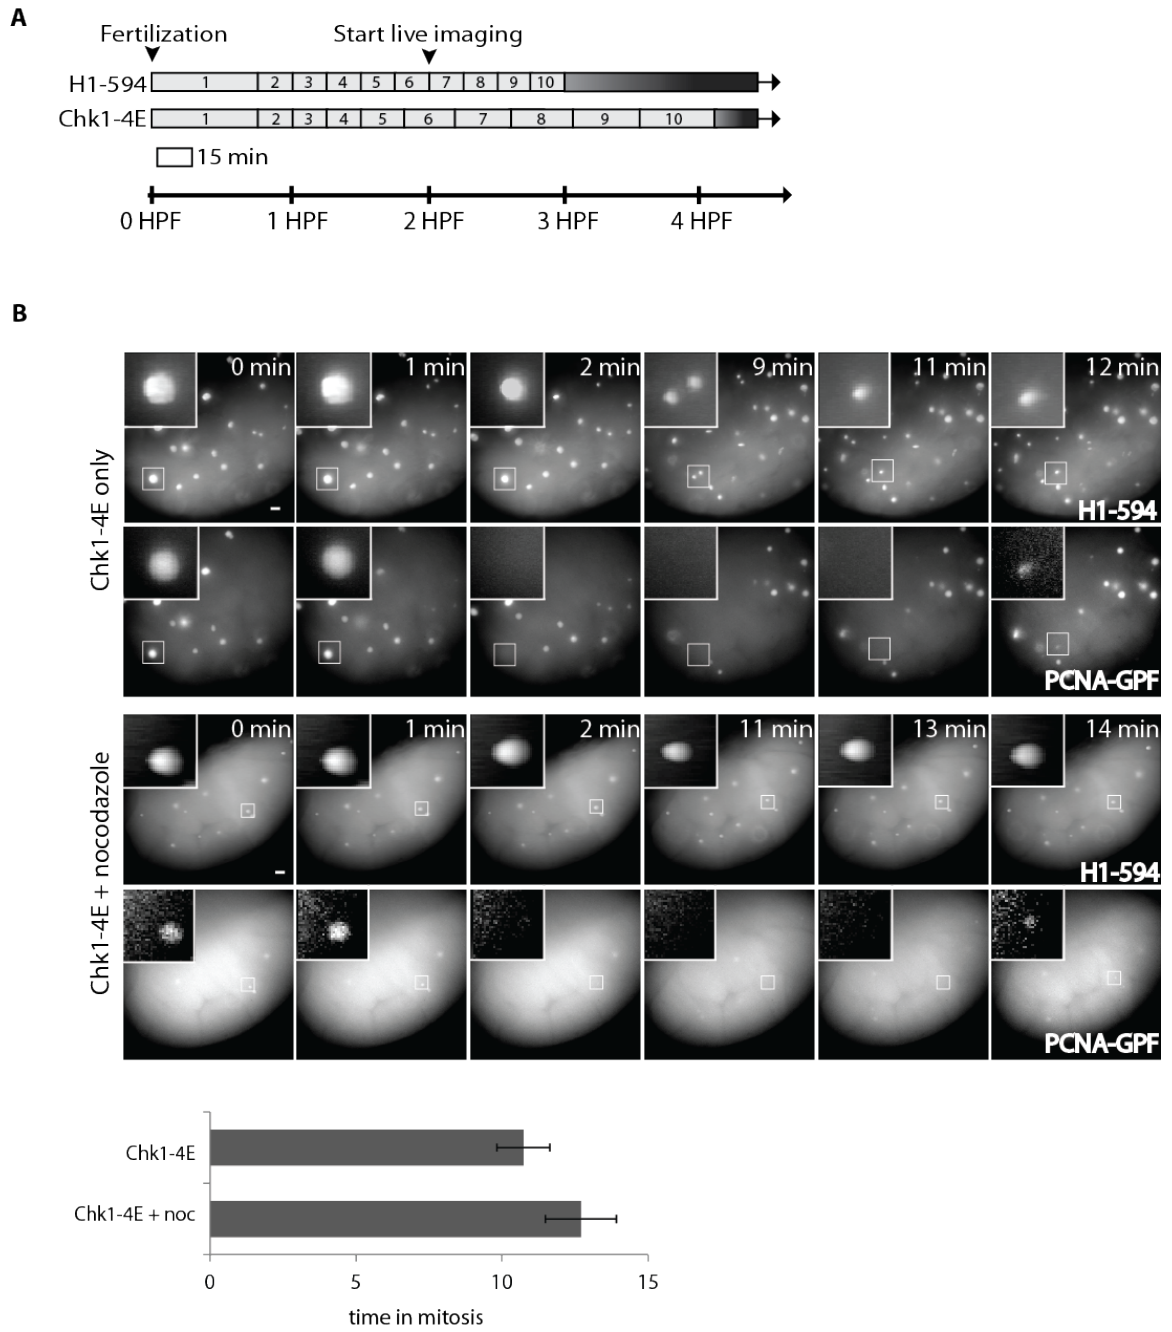 A
Fertilization Start live imaging
H1-594 1 2 3 4 5 6 7 8 9 10
Chk1-4E 1 2 3 4 5 6 7 8 9 10
15 min
0 HPF 1 HPF 2 HPF 3 HPF 4 HPF
B
Chk1-4E only
0 min 1 min 2 min 9 min 11 min 12 min
H1-594
PCNA-GPF
Chk1-4E + nocodazole
0 min 1 min 2 min 11 min 13 min 14 min
H1-594
PCNA-GPF
Chk1-4E
Chk1-4E + noc
0 5 10 15
time in mitosis